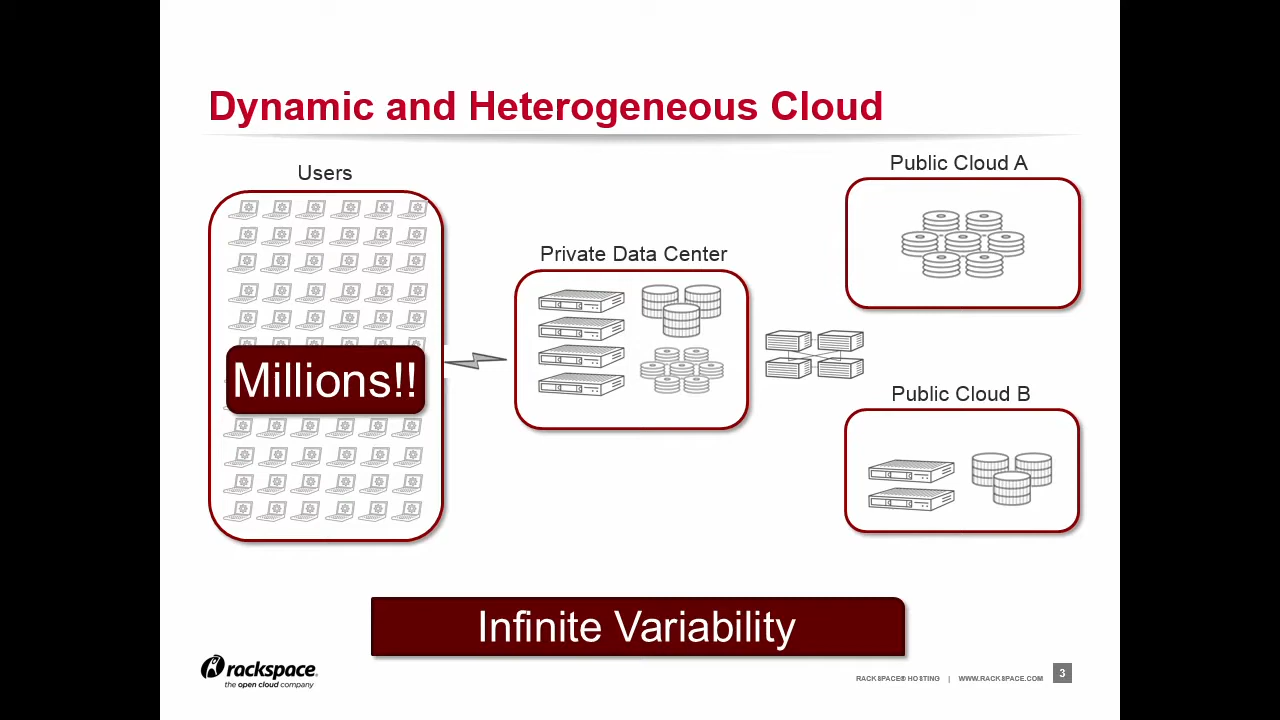 Dynamic and Heterogeneous Cloud
Users
Public Cloud A
Private Data Center
Millions!!
Public Cloud B
Infinite Variability
rackspace®
the open cloud company
RACKSPACE® HOSTING | WWW.RACKSPACE.COM
3